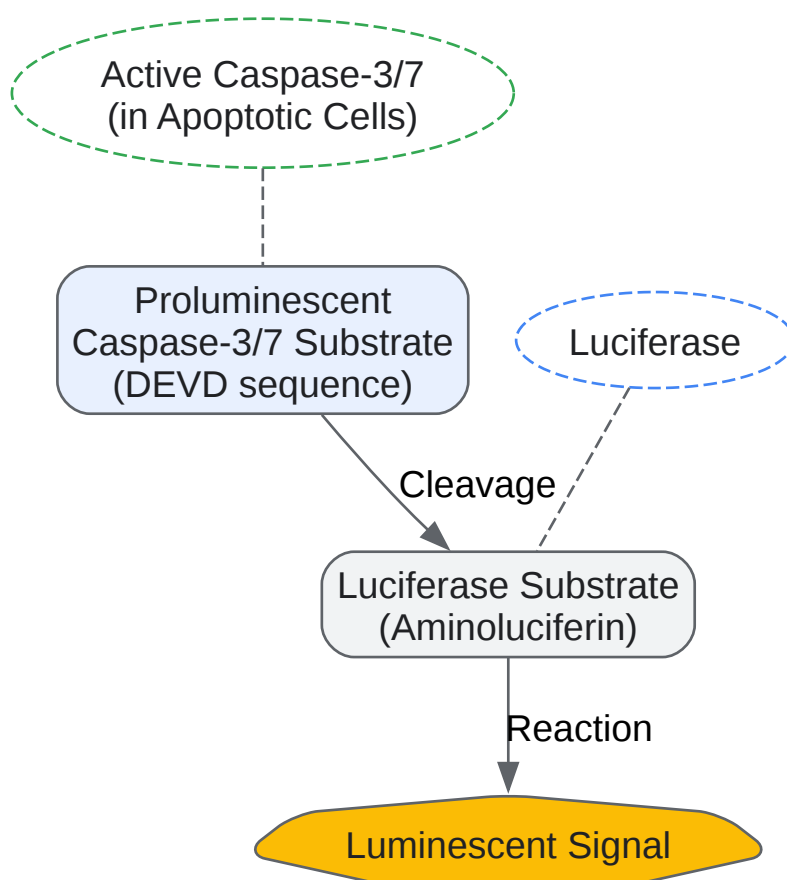 Active Caspase-3/7
(in Apoptotic Cells)
Proluminescent
Caspase-3/7 Substrate
(DEVD sequence)
Luciferase
Cleavage
Luciferase Substrate
(Aminoluciferin)
Reaction
Luminescent Signal